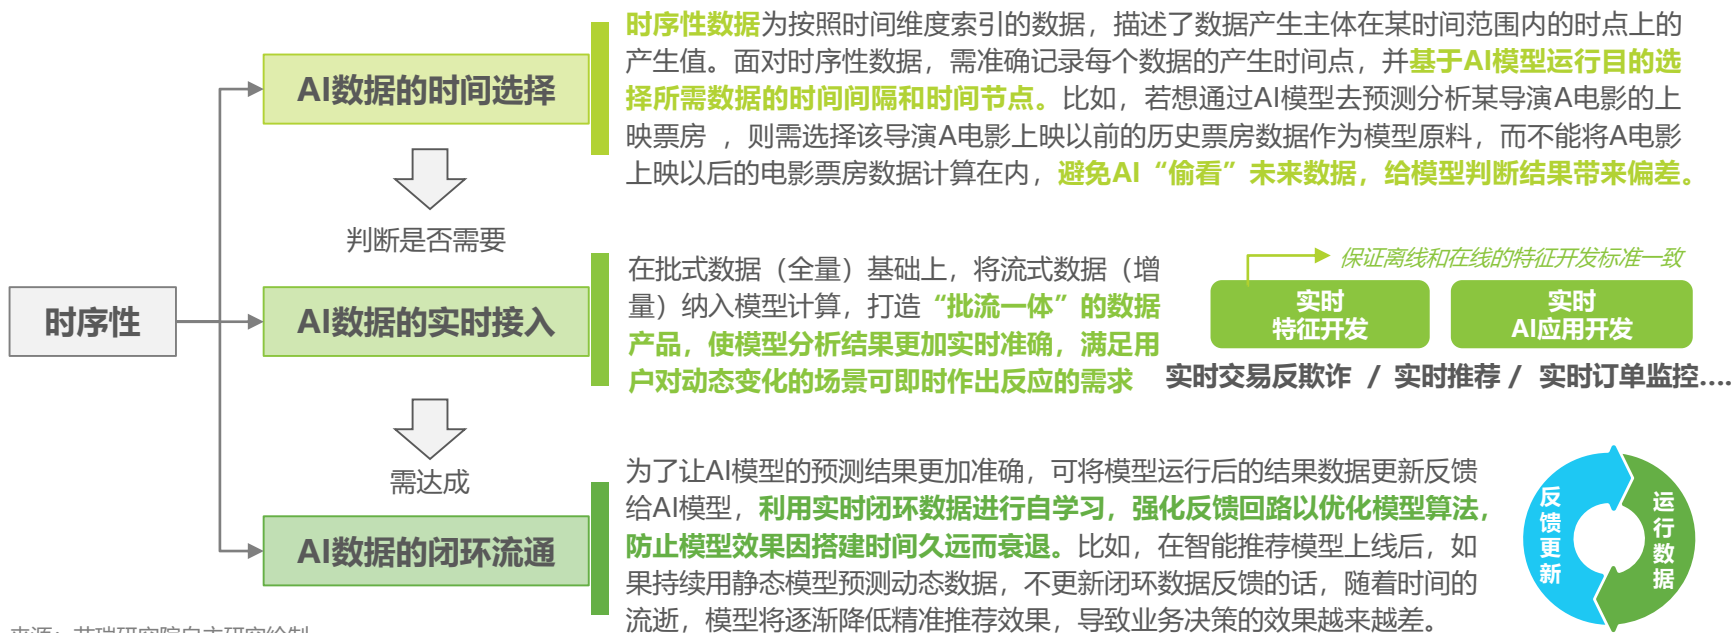 时序性
AI数据的时间选择
时序性数据为按照时间维度索引的数据，描述了数据产生主体在某时间范围内的时点上的
产生值。面对时序性数据，需准确记录每个数据的产生时间点，并基于AI模型运行目的选
择所需数据的时间间隔和时间节点。比如，若想通过AI模型去预测分析某导演A电影的上
映票房 ，则需选择该导演A电影上映以前的历史票房数据作为模型原料，而不能将A电影
上映以后的电影票房数据计算在内，避免AI“偷看”未来数据，给模型判断结果带来偏差。
判断是否需要
AI数据的实时接入
在批式数据（全量）基础上，将流式数据（增
量）纳入模型计算，打造“批流一体”的数据
产品，使模型分析结果更加实时准确，满足用
户对动态变化的场景可即时作出反应的需求
保证离线和在线的特征开发标准一致
实时
特征开发
实时
AI应用开发
实时交易反欺诈 / 实时推荐 / 实时订单监控....
需达成
AI数据的闭环流通
为了让AI模型的预测结果更加准确，可将模型运行后的结果数据更新反馈
给AI模型，利用实时闭环数据进行自学习，强化反馈回路以优化模型算法，
防止模型效果因搭建时间久远而衰退。比如，在智能推荐模型上线后，如
果持续用静态模型预测动态数据，不更新闭环数据反馈的话，随着时间的
流逝，模型将逐渐降低精准推荐效果，导致业务决策的效果越来越差。
反馈更新
运行数据
来源：艾瑞研究院自主研究绘制